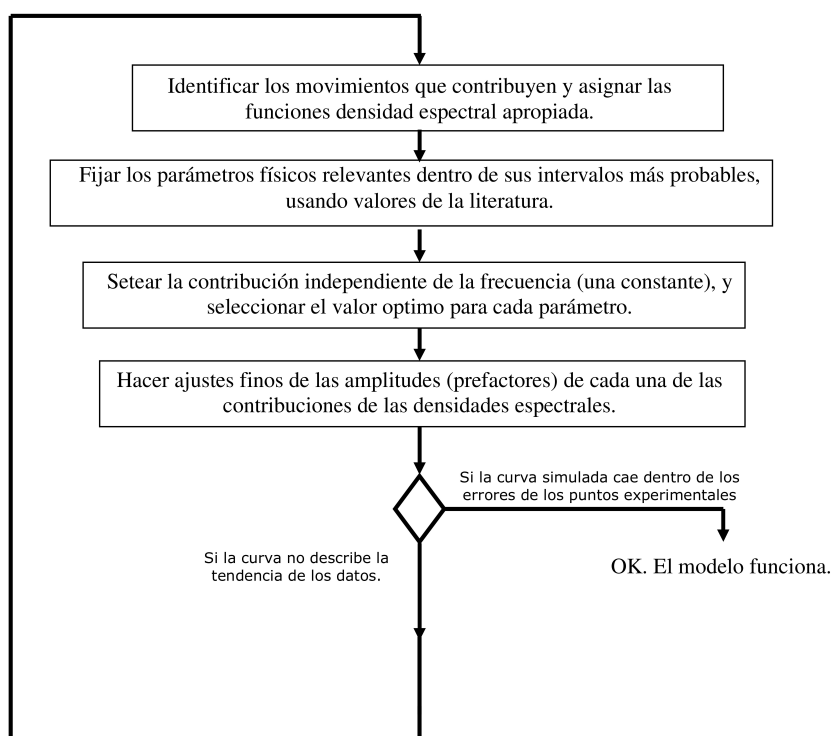 Identificar los movimientos que contribuyen y asignar las
funciones densidad espectral apropiada.
Fijar los parámetros físicos relevantes dentro de sus intervalos más probables,
usando valores de la literatura.
Setear la contribución independiente de la frecuencia (una constante), y
seleccionar el valor optimo para cada parámetro.
Hacer ajustes finos de las amplitudes (prefactores) de cada una de las
contribuciones de las densidades espectrales.
Si la curva simulada cae dentro de los
errores de los puntos experimentales
Si la curva no describe la
tendencia de los datos.
OK. El modelo funciona.